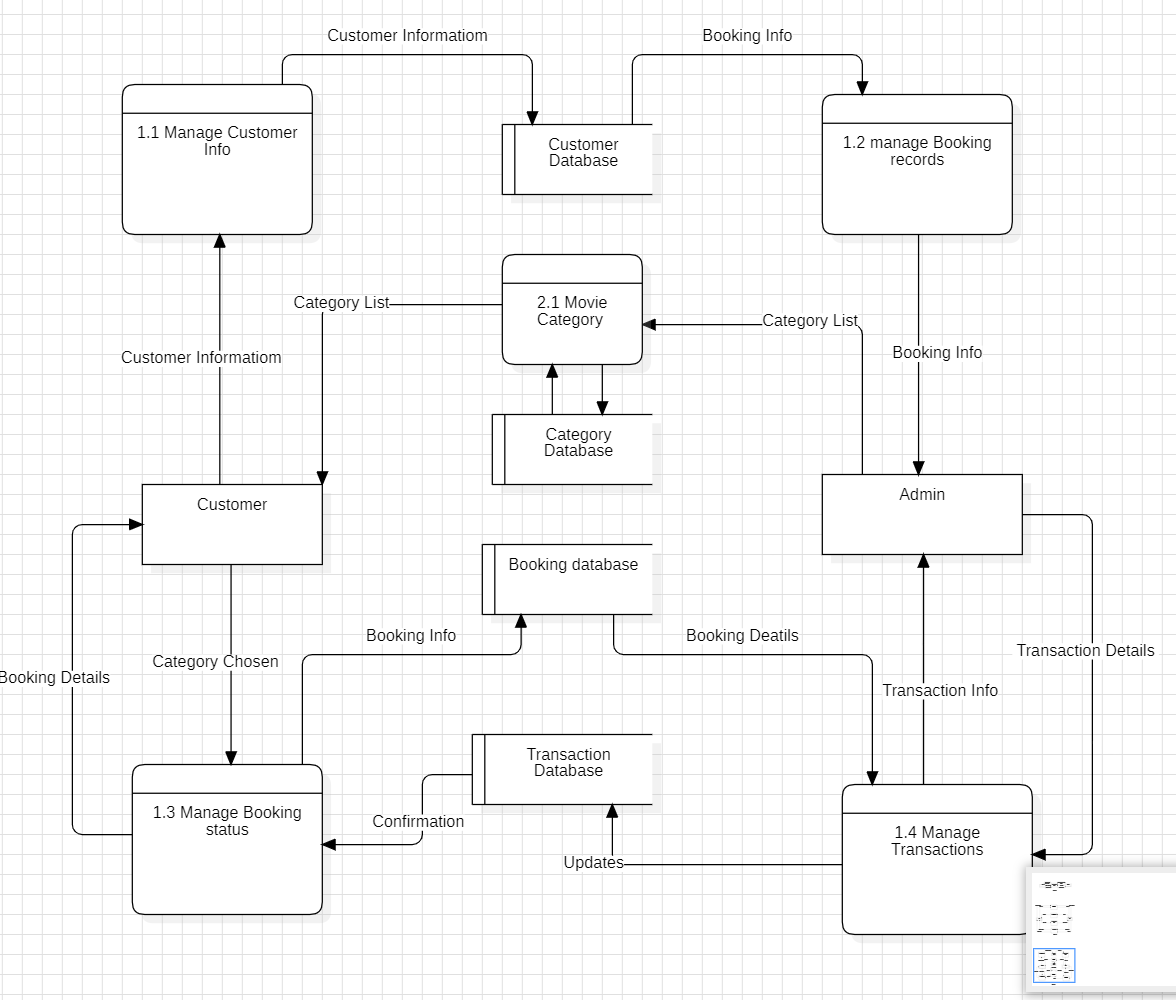 Customer Informatiom
Booking Info
1.1 Manage Customer
Info
Customer
Database
1.2 manage Booking
records
Category List
2.1 Movie
Category
Category List
Customer Informatiom
Booking Info
Category
Database
Customer
Admin
Booking database
Booking Info
Booking Deatils
Category Chosen
Transaction Details
Booking Details
Transaction Info
Transaction
Database
1.3 Manage Booking
status
Confirmation
1.4 Manage
Transactions
Updates